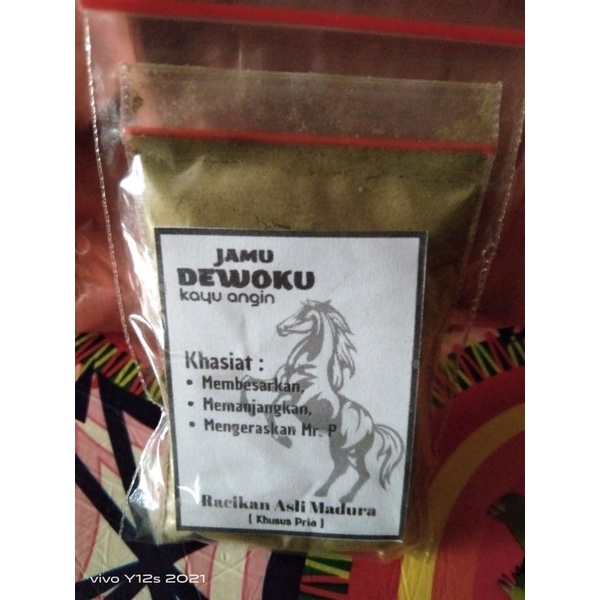 JAMU
DEWOKU
kayu angin
Khasiat :
• Membesarkan,
• Memanjangkan,
• Mengeraskan Mr. P
Racikan Asli Madura
[ Khusus Pria ]
vivo Y12s 2021